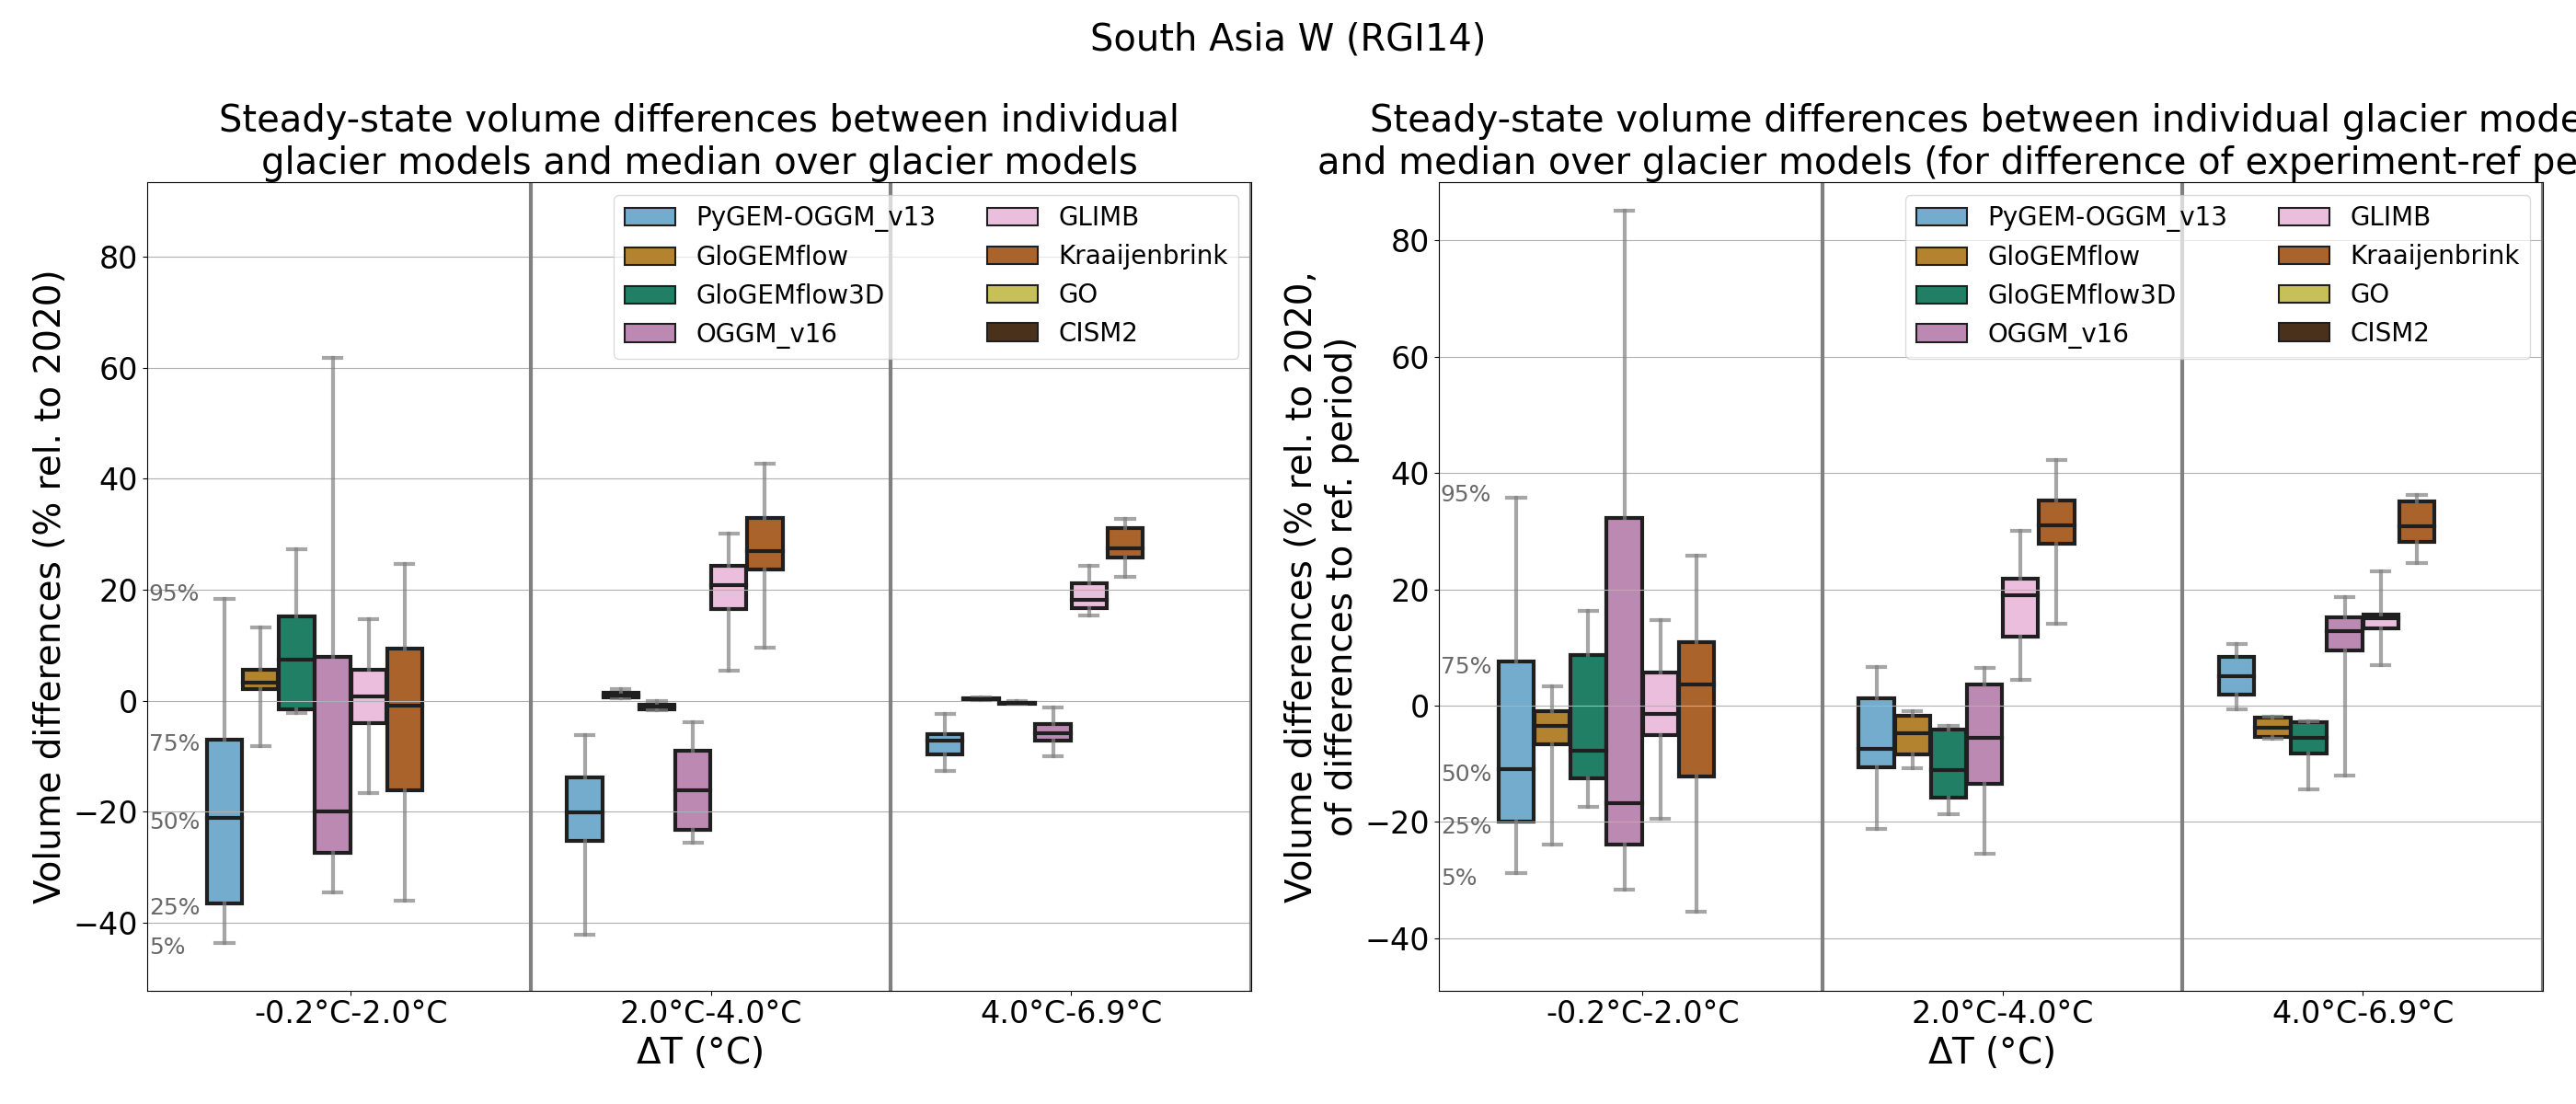 South Asia W (RGI14)
Steady-state volume differences between individual
glacier models and median over glacier models
Volume differences (% rel. to 2020)
80
60
40
20
0
−20
−40
95%
75%
50%
25%
5%
PyGEM-OGGM_v13
GloGEMflow
GloGEMflow3D
OGGM_v16
GLIMB
Kraaijenbrink
GO
CISM2
-0.2°C-2.0°C
2.0°C-4.0°C
4.0°C-6.9°C
ΔT (°C)
Steady-state volume differences between individual glacier mode
and median over glacier models (for difference of experiment-ref pe
Volume differences (% rel. to 2020,
of differences to ref. period)
80
60
40
20
0
−20
−40
95%
75%
50%
25%
5%
PyGEM-OGGM_v13
GloGEMflow
GloGEMflow3D
OGGM_v16
GLIMB
Kraaijenbrink
GO
CISM2
-0.2°C-2.0°C
2.0°C-4.0°C
4.0°C-6.9°C
ΔT (°C)